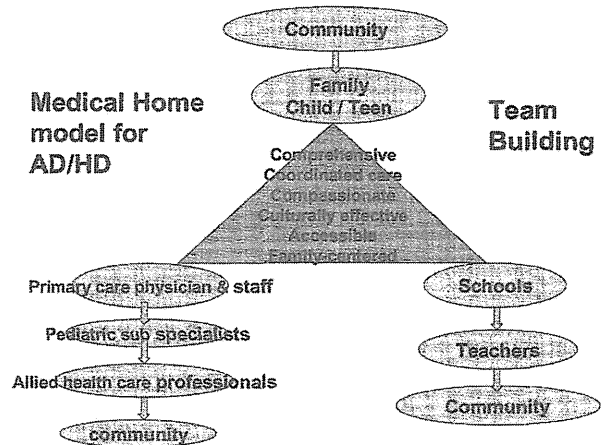 Community
Family
Child / Teen
Medical Home
model for
AD/HD
Team
Building
Comprehensive
Coordinated care
Compassionate
Culturally effective
Accessible
Family-centered
Primary care physician & staff
Pediatric sub specialists
Allied health care professionals
community
Schools
Teachers
Community